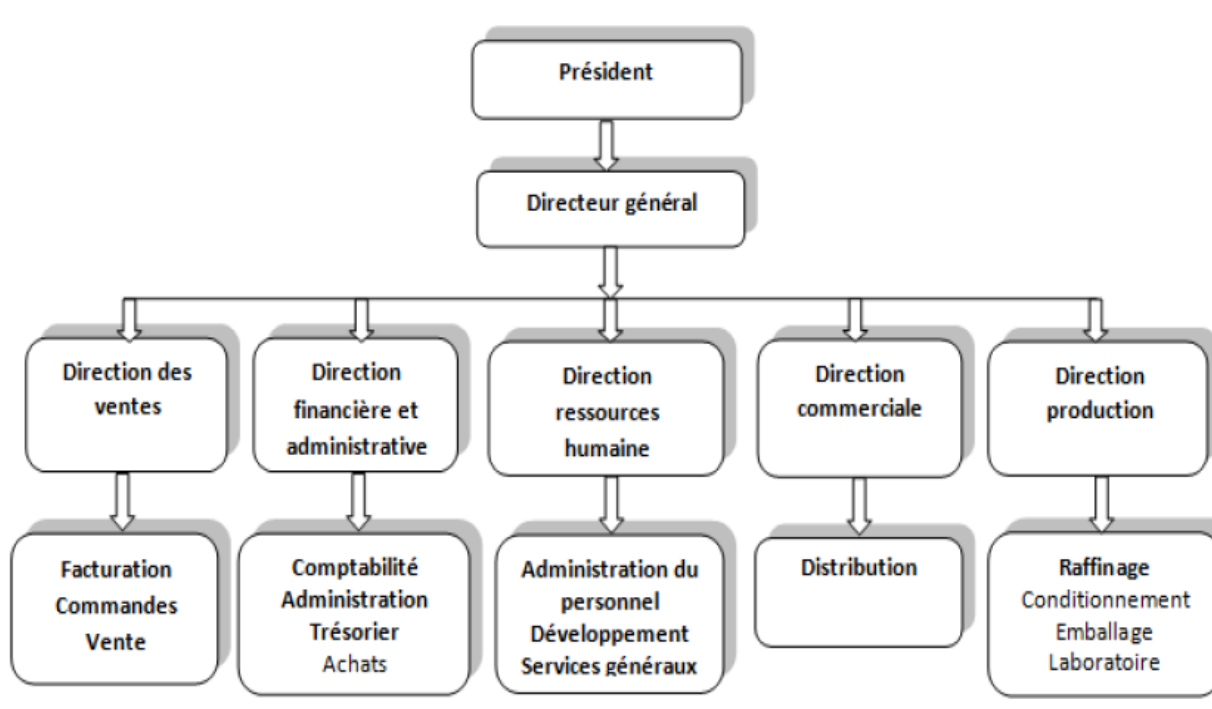 Président
Directeur général
Direction des
ventes
Direction
financière et
administrative
Direction
ressources
humaine
Direction
commerciale
Direction
production
Facturation
Commandes
Vente
Comptabilité
Administration
Trésorier
Achats
Administration du
personnel
Développement
Services généraux
Distribution
Raffinage
Conditionnement
Emballage
Laboratoire